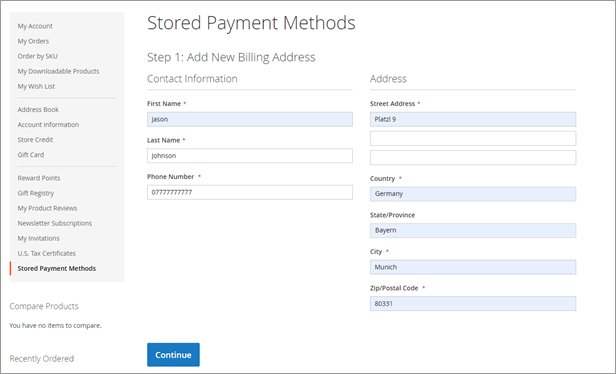 My Account
My Orders
Order by SKU
My Downloadable Products
My Wish List
Address Book
Account Information
Store Credit
Gift Card
Reward Points
Gift Registry
My Product Reviews
Newsletter Subscriptions
My Invitations
U.S. Tax Certificates
Stored Payment Methods
Compare Products
You have no items to compare.
Recently Ordered
Stored Payment Methods
Step 1: Add New Billing Address
Contact Information
First Name *
Jason
Last Name *
Johnson
Phone Number *
07777777777
Address
Street Address *
Platzl 9
Country *
Germany
State/Province
Bayern
City *
Munich
Zip/Postal Code *
80331
Continue